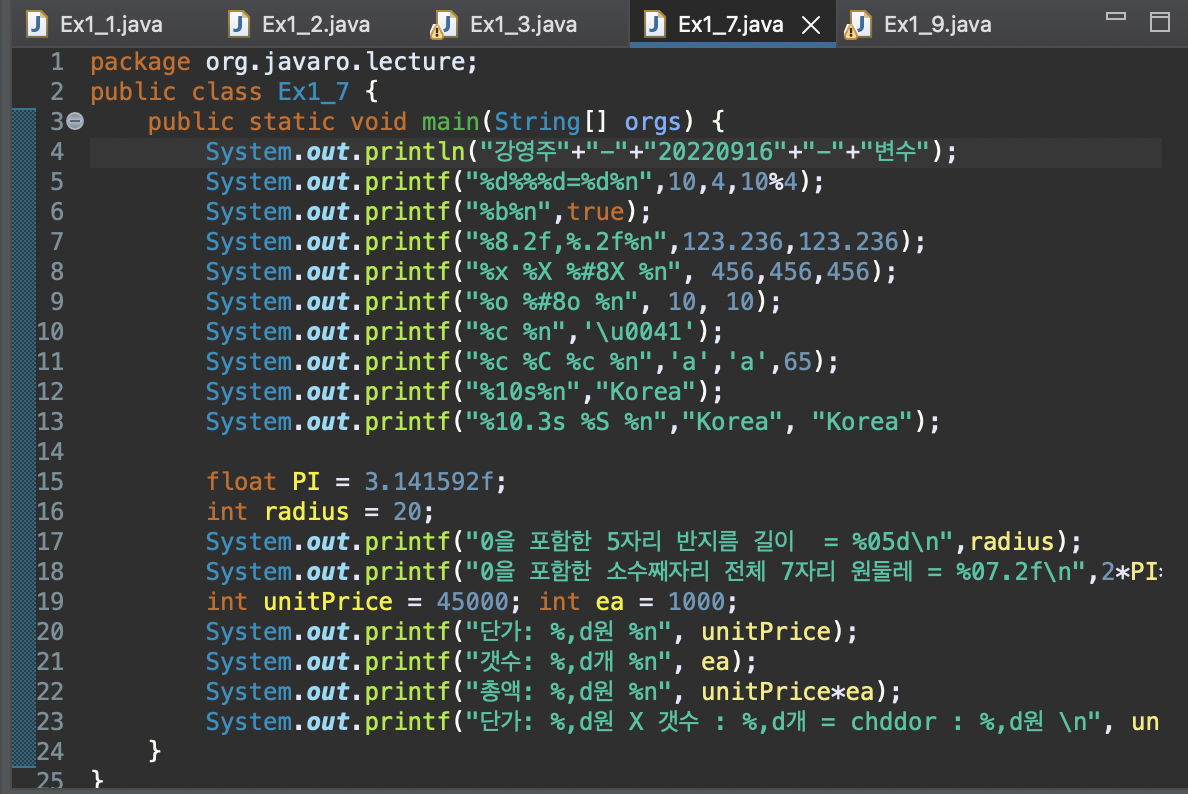 Ex1_1.java Ex1_2.java Ex1_3.java Ex1_7.java Ex1_9.java
1 package org.javaro.lecture;
2 public class Ex1_7 {
3 public static void main(String[] orgs) {
4 System.out.println("강영주"+"-"+"20220916"+"-"+"변수");
5 System.out.printf("%d%%%d=%d%n",10,4,10%4);
6 System.out.printf("%b%n",true);
7 System.out.printf("%8.2f,%.2f%n",123.236,123.236);
8 System.out.printf("%x %X %#8X %n", 456,456,456);
9 System.out.printf("%o %#8o %n", 10, 10);
10 System.out.printf("%c %n",'\u0041');
11 System.out.printf("%c %C %c %n",'a','a',65);
12 System.out.printf("%10s%n","Korea");
13 System.out.printf("%10.3s %S %n","Korea", "Korea");
14
15 float PI = 3.141592f;
16 int radius = 20;
17 System.out.printf("0을 포함한 5자리 반지름 길이  = %05d\n",radius);
18 System.out.printf("0을 포함한 소수째자리 전체 7자리 원둘레 = %07.2f\n",2*PI*
19 int unitPrice = 45000; int ea = 1000;
20 System.out.printf("단가: %,d원 %n", unitPrice);
21 System.out.printf("갯수: %,d개 %n", ea);
22 System.out.printf("총액: %,d원 %n", unitPrice*ea);
23 System.out.printf("단가: %,d원 X 갯수 : %,d개 = chddor : %,d원 \n", un
24 }
25 }